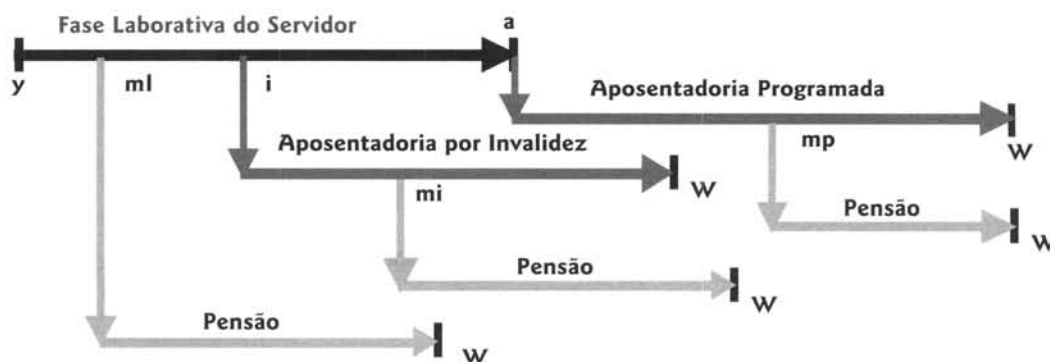 Fase Laborativa do Servidor
a
y
ml
i
Aposentadoria Programada
Aposentadoria por Invalidez
mp
W
mi
W
Pensão
W
Pensão
W
Pensão
W